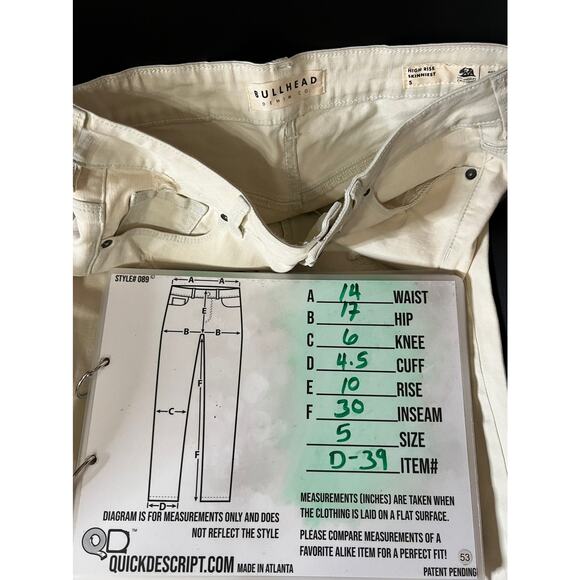 BULLHEAD
DENIM CO.
HIGH RISE
SKINNIEST
S
STYLE# 089
A A
E
B B
F
C
F
D
A 14 WAIST
B 17 HIP
C 6 KNEE
D 4.5 CUFF
E 10 RISE
F 30 INSEAM
5 SIZE
D-39 ITEM#
DIAGRAM IS FOR MEASUREMENTS ONLY AND DOES
NOT REFLECT THE STYLE
MEASUREMENTS (INCHES) ARE TAKEN WHEN
THE CLOTHING IS LAID ON A FLAT SURFACE.
PLEASE COMPARE MEASUREMENTS OF A
FAVORITE ALIKE ITEM FOR A PERFECT FIT!
QD™
QUICKDESCRIPT.COM MADE IN ATLANTA
53
PATENT PENDING